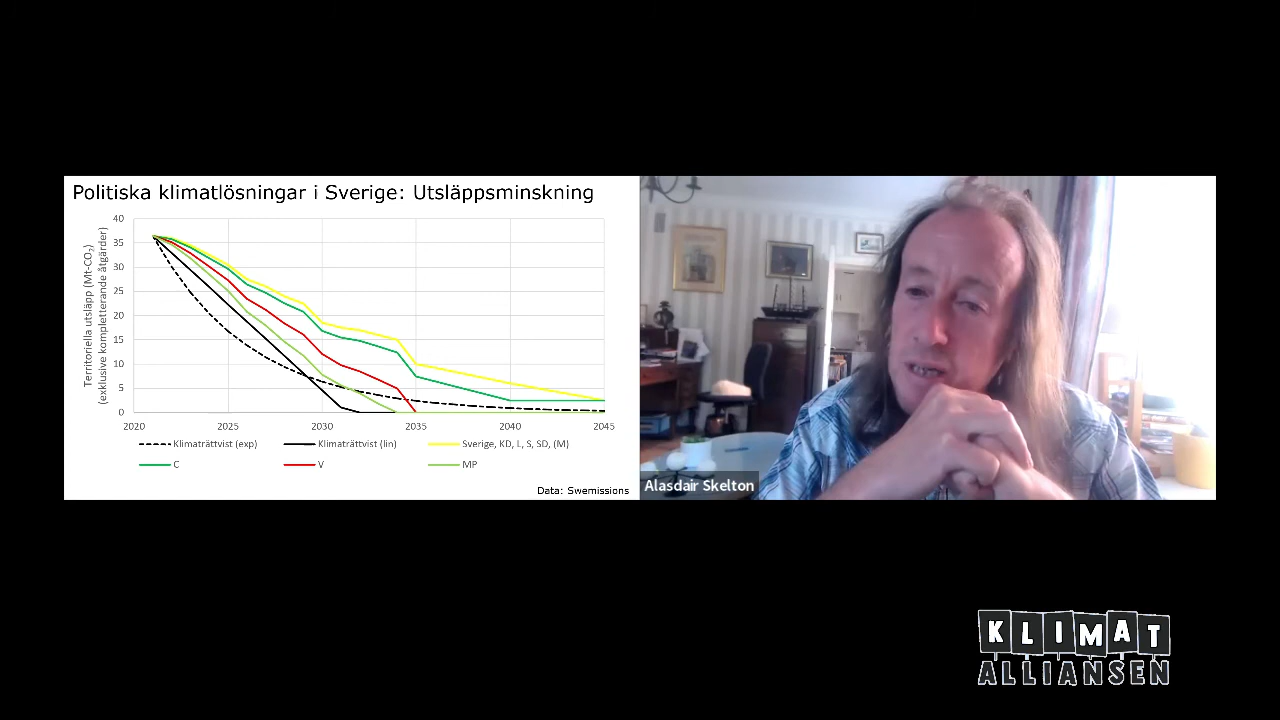 Politiska klimatlösningar i Sverige: Utsläppsminskning
Territoriella utsläpp (Mt-CO₂)
(exklusive kompletterande åtgärder)
40
35
30
25
20
15
10
5
0
2020 2025 2030 2035 2040 2045
Klimaträttvist (exp) Klimaträttvist (lin) Sverige, KD, L, S, SD, (M)
C V MP
Data: Swemissions
Alasdair Skelton
KLIMAT
ALLIANSEN